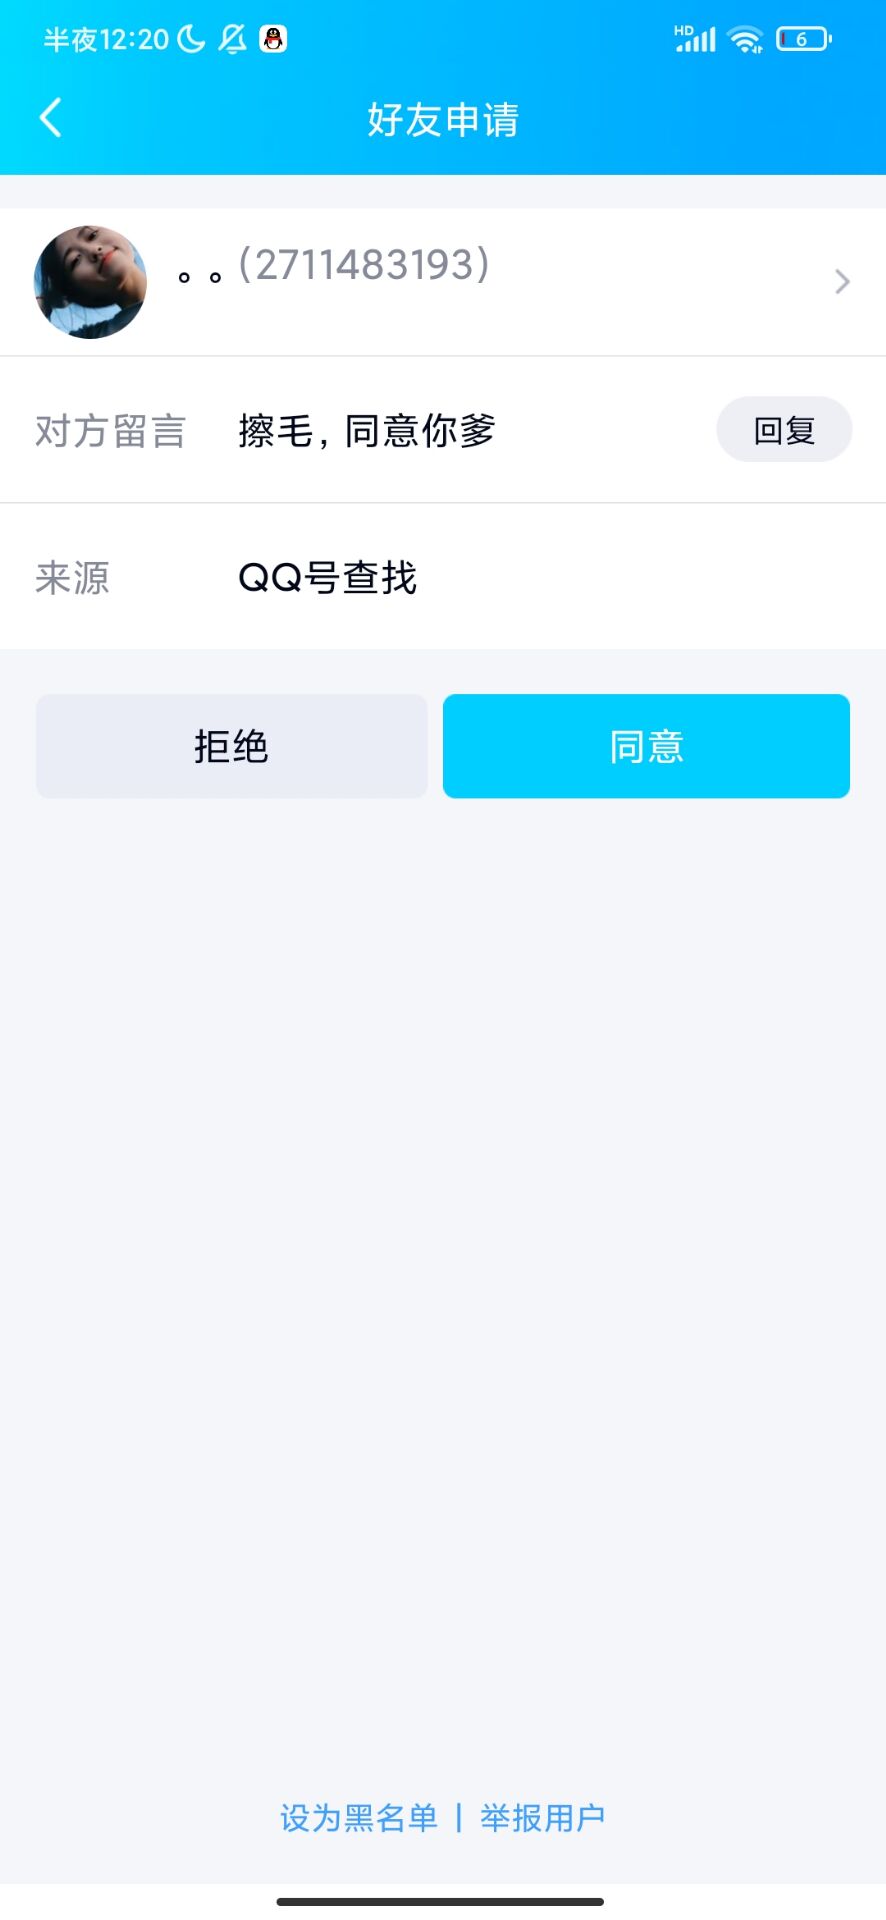 半夜12:20 HD 6
好友申请
。。(2711483193)
对方留言 擦毛，同意你爹 回复
来源 QQ号查找
拒绝 同意
设为黑名单 | 举报用户